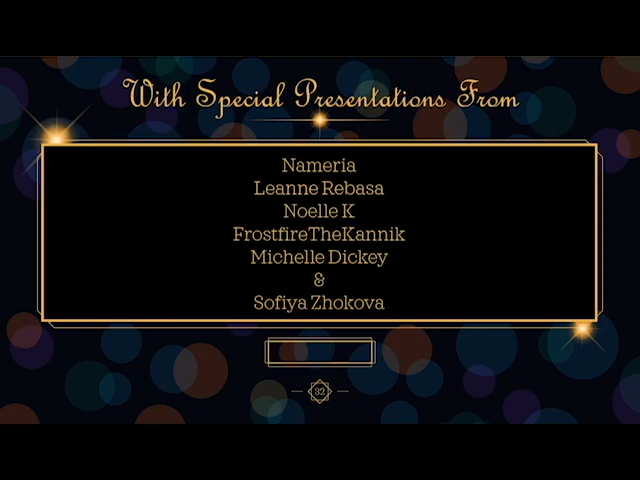 With Special Presentations From
Nameria
Leanne Rebasa
Noelle K
FrostfireTheKannik
Michelle Dickey
&
Sofiya Zhokova
32